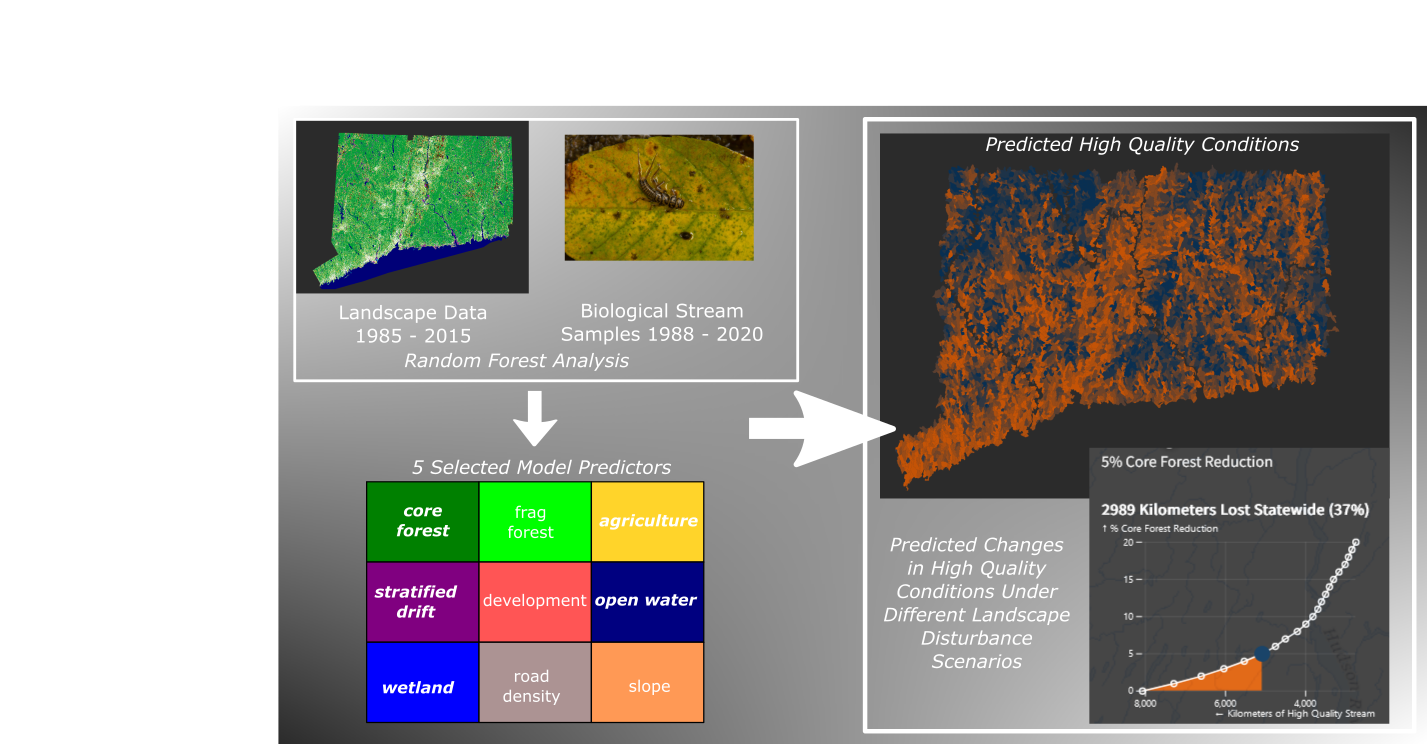 Landscape Data
1985 - 2015
Biological Stream
Samples 1988 - 2020
Random Forest Analysis
5 Selected Model Predictors
core
forest
frag
forest
agriculture
stratified
drift
development
open water
wetland
road
density
slope
Predicted High Quality Conditions
Predicted Changes
in High Quality
Conditions Under
Different Landscape
Disturbance
Scenarios
5% Core Forest Reduction
2989 Kilometers Lost Statewide (37%)
↑ % Core Forest Reduction
20
15
10
5
0
8,000
6,000
4,000
← Kilometers of High Quality Stream